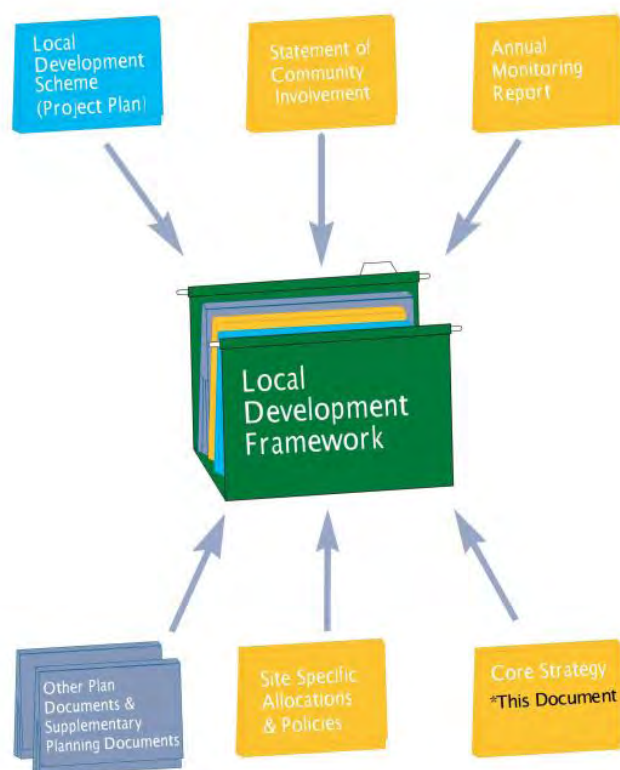 Local
Development
Scheme
(Project Plan)
Statement of
Community
Involvement
Annual
Monitoring
Report
Local
Development
Framework
Other Plan
Documents &
Supplementary
Planning Documents
Site Specific
Allocations
& Policies
Core Strategy
*This Document